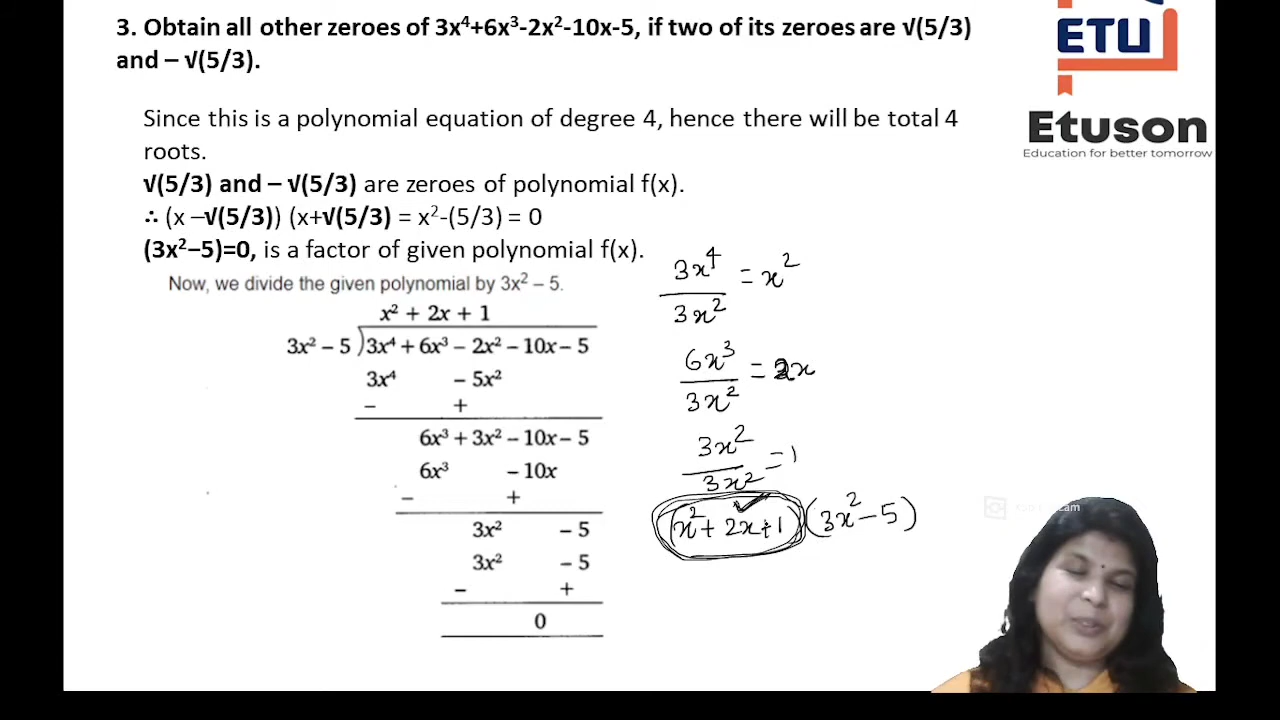 3. Obtain all other zeroes of 3x⁴+6x³-2x²-10x-5, if two of its zeroes are √(5/3)
and – √(5/3).
ETU
Etuson
Education for better tomorrow
Since this is a polynomial equation of degree 4, hence there will be total 4
roots.
√(5/3) and – √(5/3) are zeroes of polynomial f(x).
∴ (x –√(5/3)) (x+√(5/3) = x²-(5/3) = 0
(3x²−5)=0, is a factor of given polynomial f(x).
Now, we divide the given polynomial by 3x² – 5.
x² + 2x + 1
3x² – 5 )3x⁴ + 6x³ – 2x² – 10x – 5
3x⁴ – 5x²
– +
6x³ + 3x² – 10x – 5
6x³ – 10x
– +
3x² – 5
3x² – 5
– +
0
3x⁴
= x²
3x²
6x³
= 2x
3x²
3x²
= 1
3x²
(x² + 2x + 1) (3x² – 5)